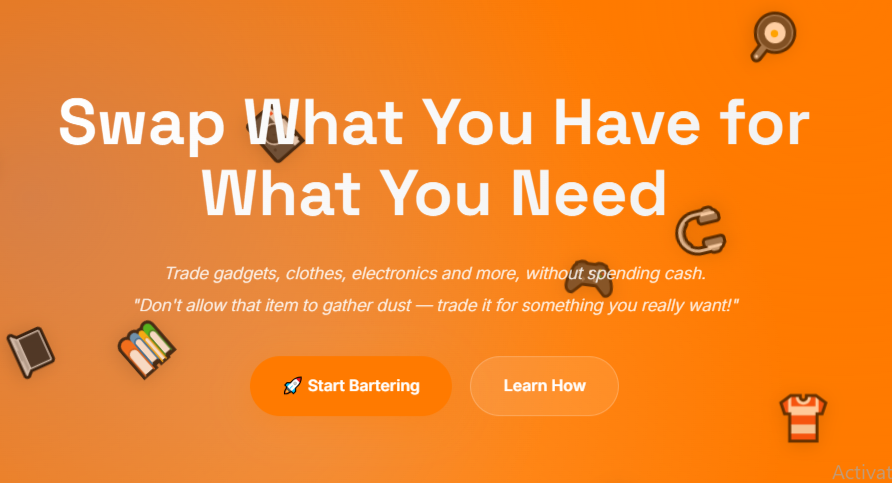 Swap What You Have for
What You Need
Trade gadgets, clothes, electronics and more, without spending cash.
"Don't allow that item to gather dust — trade it for something you really want!"
🚀 Start Bartering
Learn How
Activat